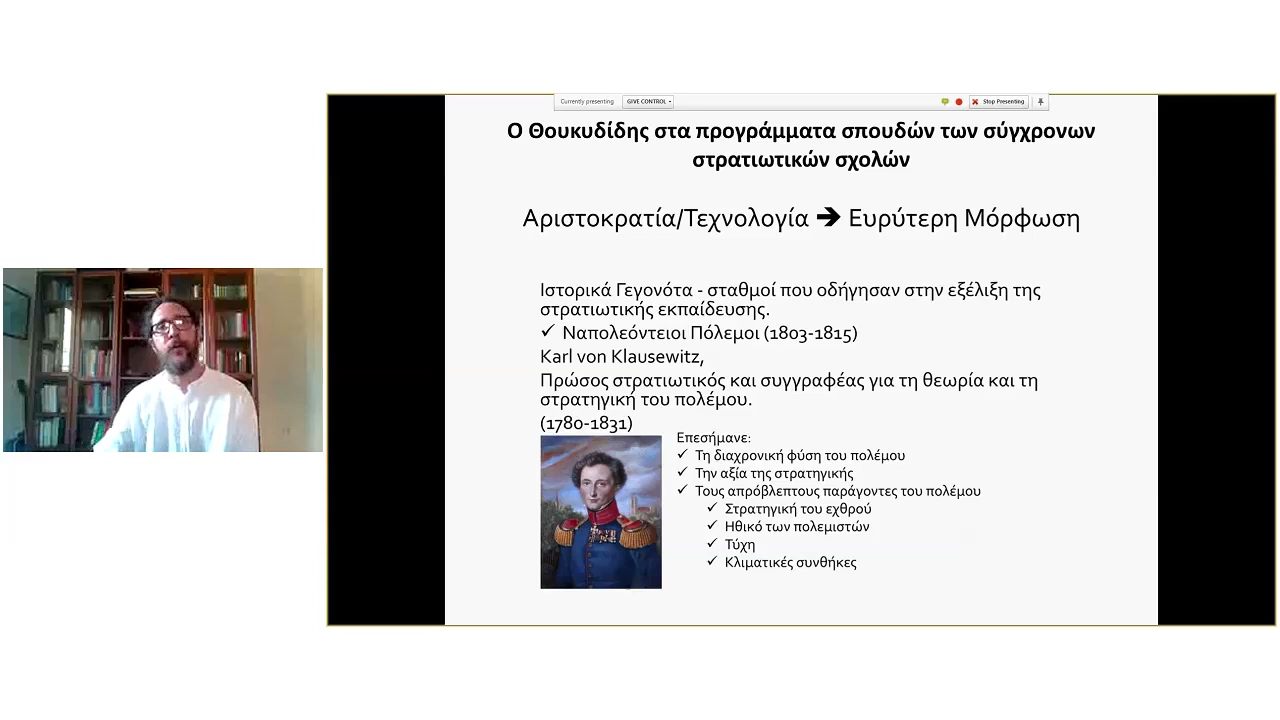 Currently presenting GIVE CONTROL Stop Presenting
Ο Θουκυδίδης στα προγράμματα σπουδών των σύγχρονων
στρατιωτικών σχολών
Αριστοκρατία/Τεχνολογία ➔ Ευρύτερη Μόρφωση
Ιστορικά Γεγονότα - σταθμοί που οδήγησαν στην εξέλιξη της
στρατιωτικής εκπαίδευσης.
✓ Ναπολεόντειοι Πόλεμοι (1803-1815)
Karl von Klausewitz,
Πρώσος στρατιωτικός και συγγραφέας για τη θεωρία και τη
στρατηγική του πολέμου.
(1780-1831)
Επεσήμανε:
✓ Τη διαχρονική φύση του πολέμου
✓ Την αξία της στρατηγικής
✓ Τους απρόβλεπτους παράγοντες του πολέμου
✓ Στρατηγική του εχθρού
✓ Ηθικό των πολεμιστών
✓ Τύχη
✓ Κλιματικές συνθήκες